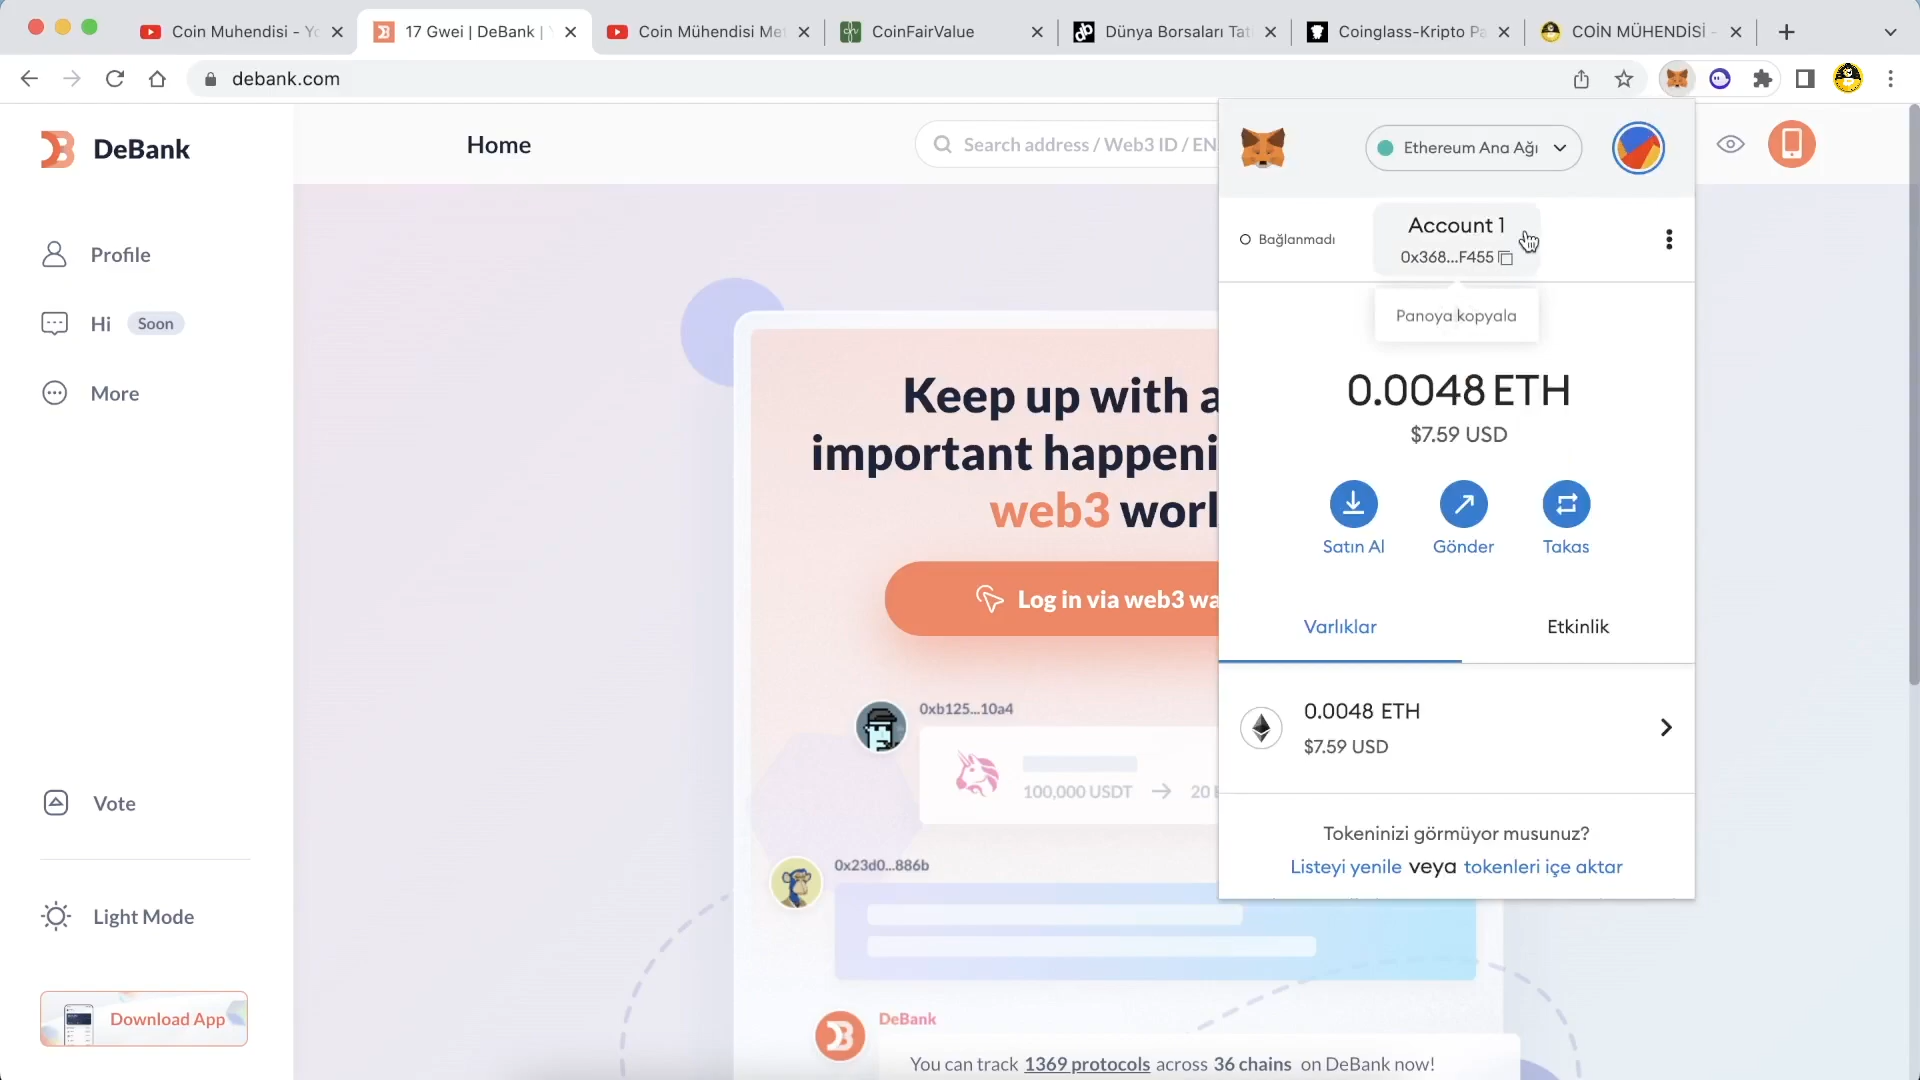 Coin Muhendisi - Yo
17 Gwei | DeBank |
Coin Mühendisi Met
CoinFairValue
Dünya Borsaları Tati
Coinglass-Kripto Pa
COİN MÜHENDİSİ -
debank.com
DeBank
Home
Search address / Web3 ID / EN
Ethereum Ana Ağı
Profile
Hi
Soon
More
Vote
Light Mode
Download App
Bağlanmadı
Account 1
0x368...F455
Panoya kopyala
0.0048 ETH
$7.59 USD
Satın Al
Gönder
Takas
Varlıklar
Etkinlik
0.0048 ETH
$7.59 USD
Tokeninizi görmüyor musunuz?
Listeyi yenile veya tokenleri içe aktar
Keep up with a
important happeni
web3 worl
Log in via web3 wa
0xb125...10a4
100,000 USDT → 20
0x23d0...886b
DeBank
You can track 1369 protocols across 36 chains on DeBank now!